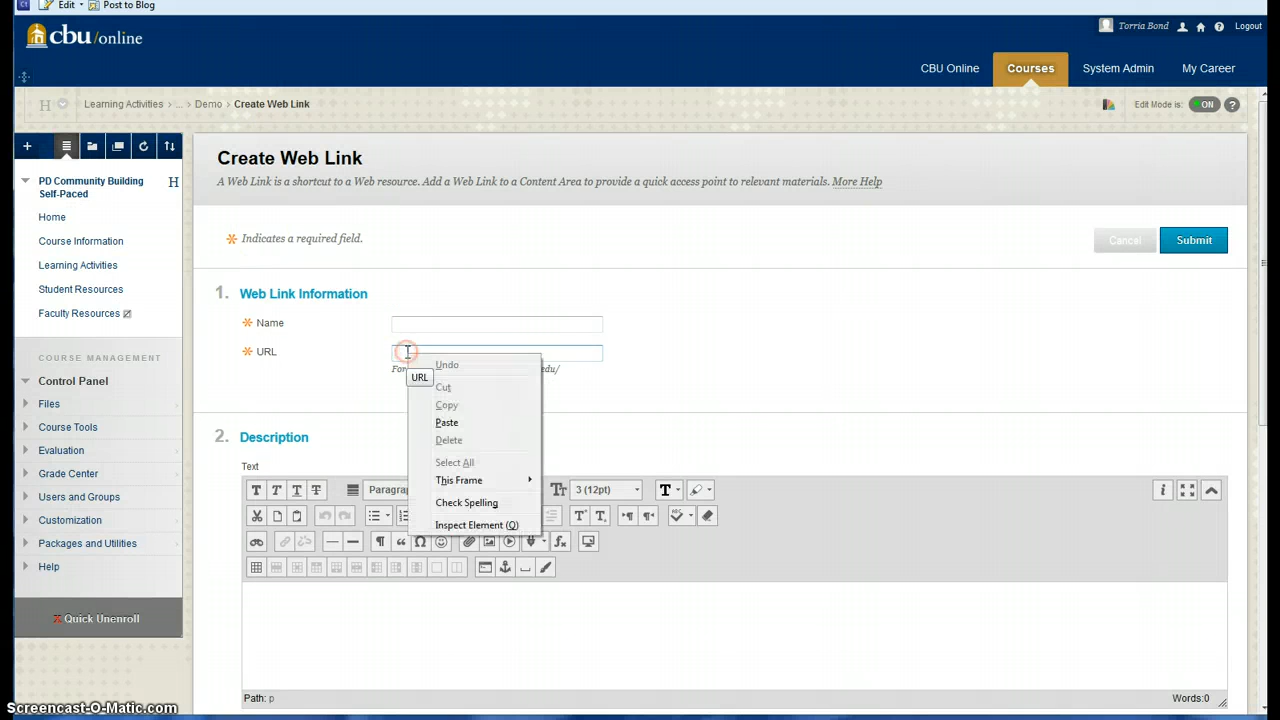 Edit Post to Blog
cbu/online
Torria Bond Logout
CBU Online Courses System Admin My Career
H Learning Activities > ... > Demo > Create Web Link Edit Mode is: ON ?
PD Community Building Self-Paced H
Home
Course Information
Learning Activities
Student Resources
Faculty Resources
COURSE MANAGEMENT
Control Panel
Files
Course Tools
Evaluation
Grade Center
Users and Groups
Customization
Packages and Utilities
Help
X Quick Unenroll
Create Web Link
A Web Link is a shortcut to a Web resource. Add a Web Link to a Content Area to provide a quick access point to relevant materials. More Help
* Indicates a required field.
Cancel Submit
1. Web Link Information
* Name
* URL
For edu/
URL
Undo
Cut
Copy
Paste
Delete
Select All
This Frame
Check Spelling
Inspect Element (Q)
2. Description
Text
T T T T Paragra TT 3 (12pt) T
Path: p Words:0
Screencast-O-Matic.com